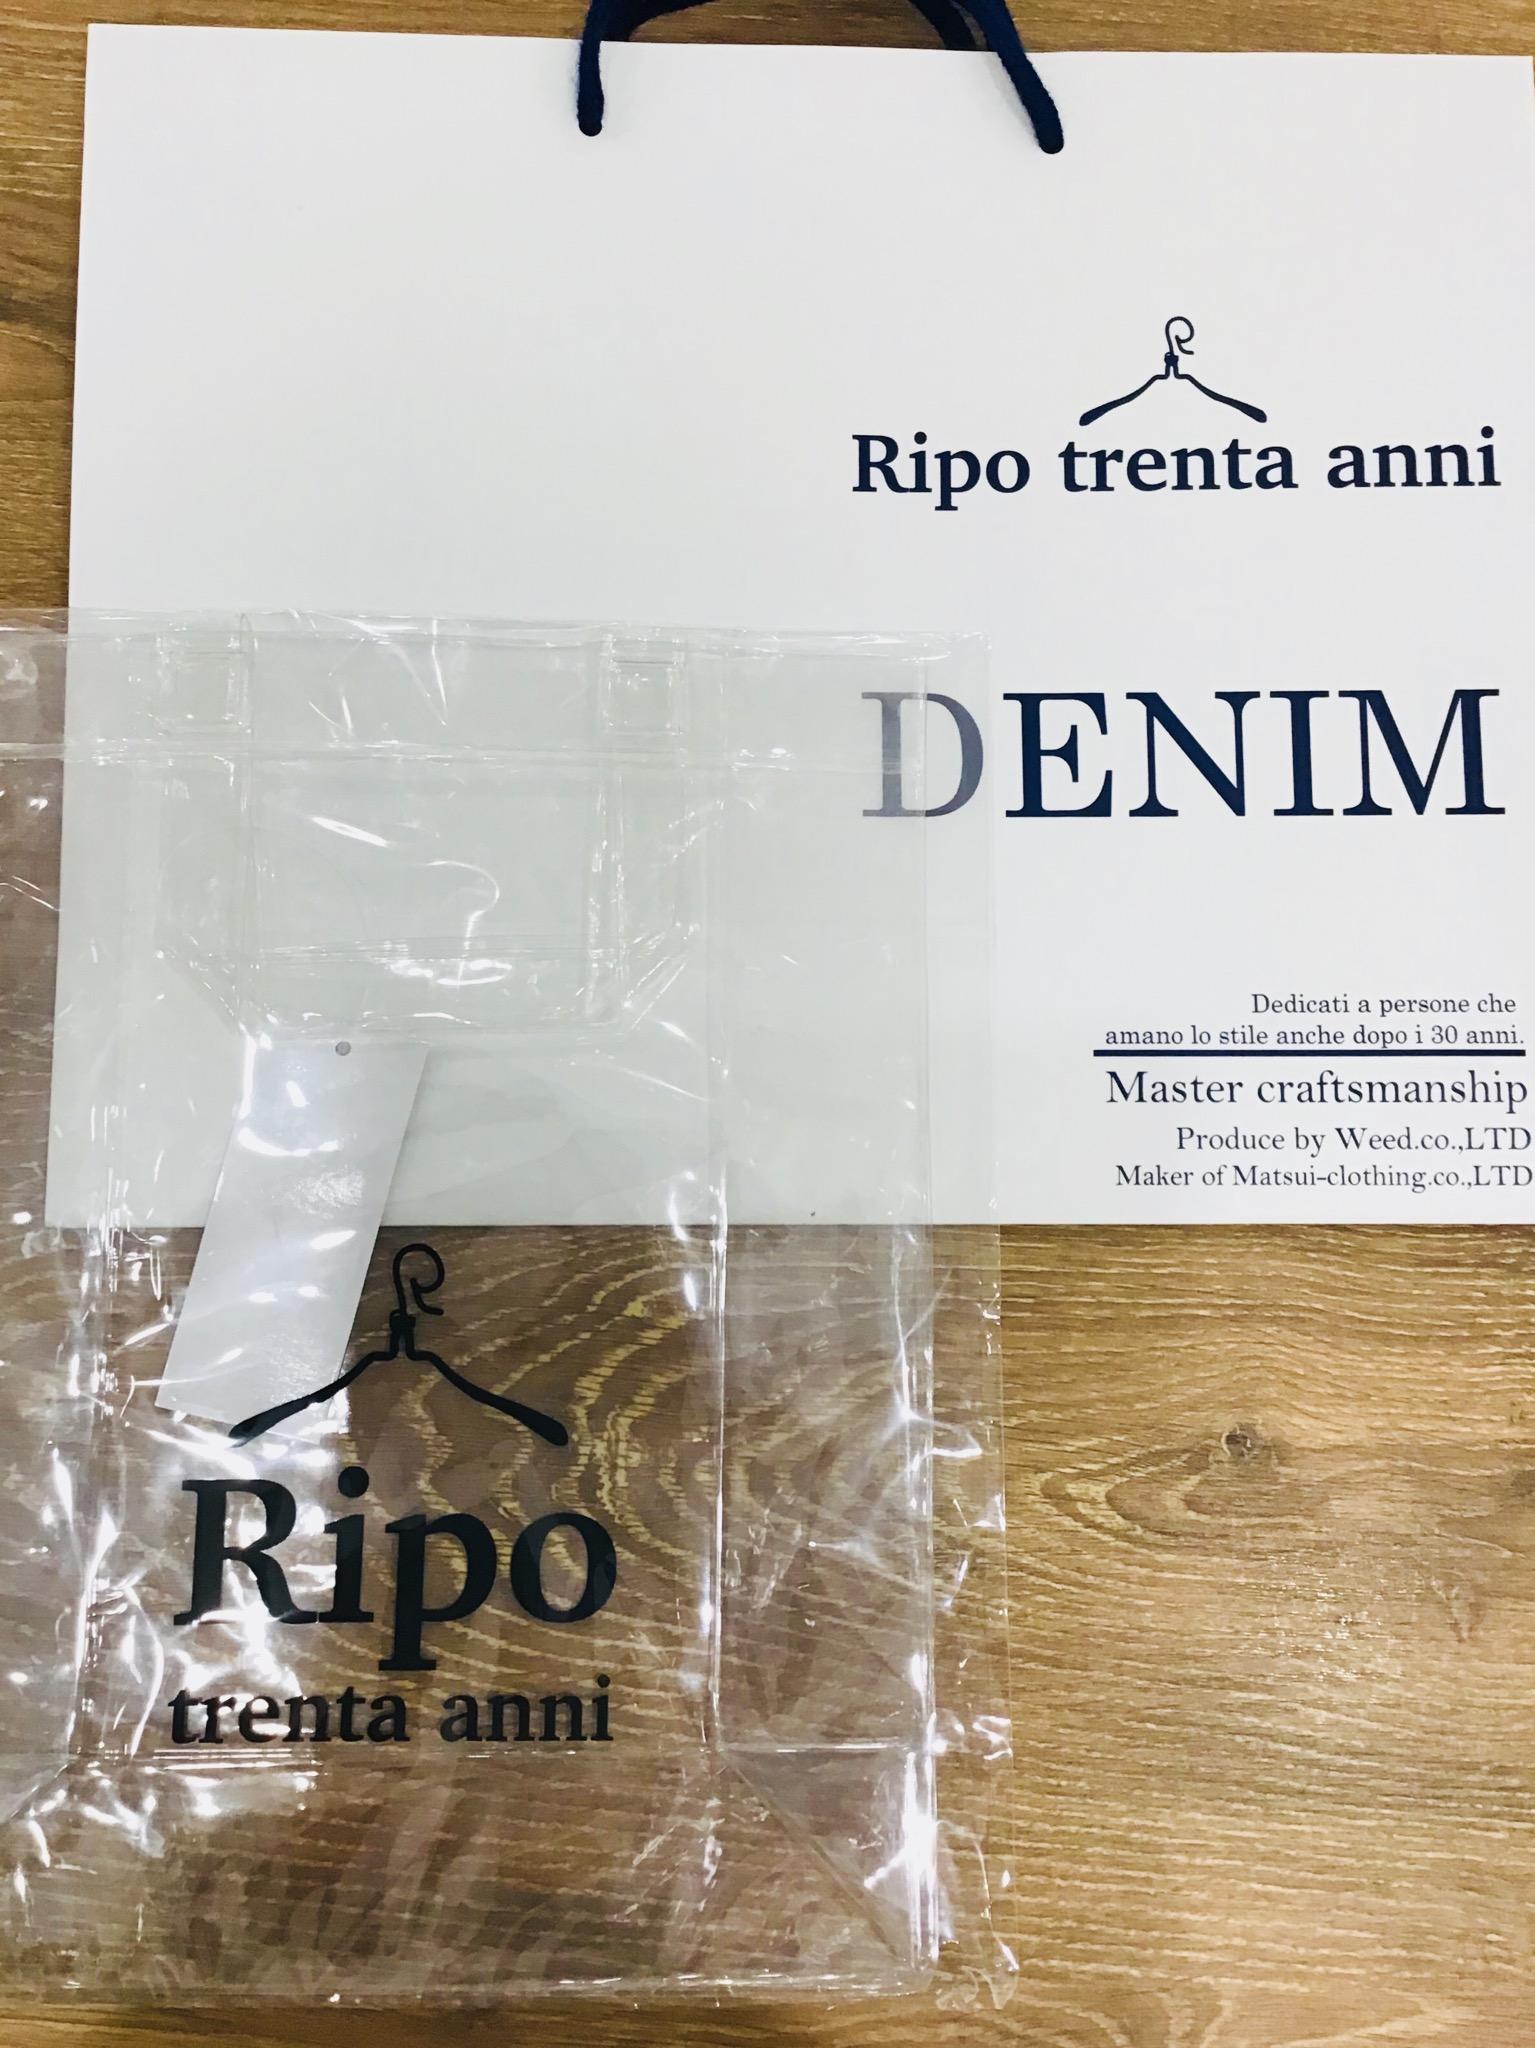 Ripo trenta anni
DENIM
Dedicati a persone che
amano lo stile anche dopo i 30 anni.
Master craftsmanship
Produce by Weed.co.,LTD
Maker of Matsui-clothing.co.,LTD
Ripo
trenta anni